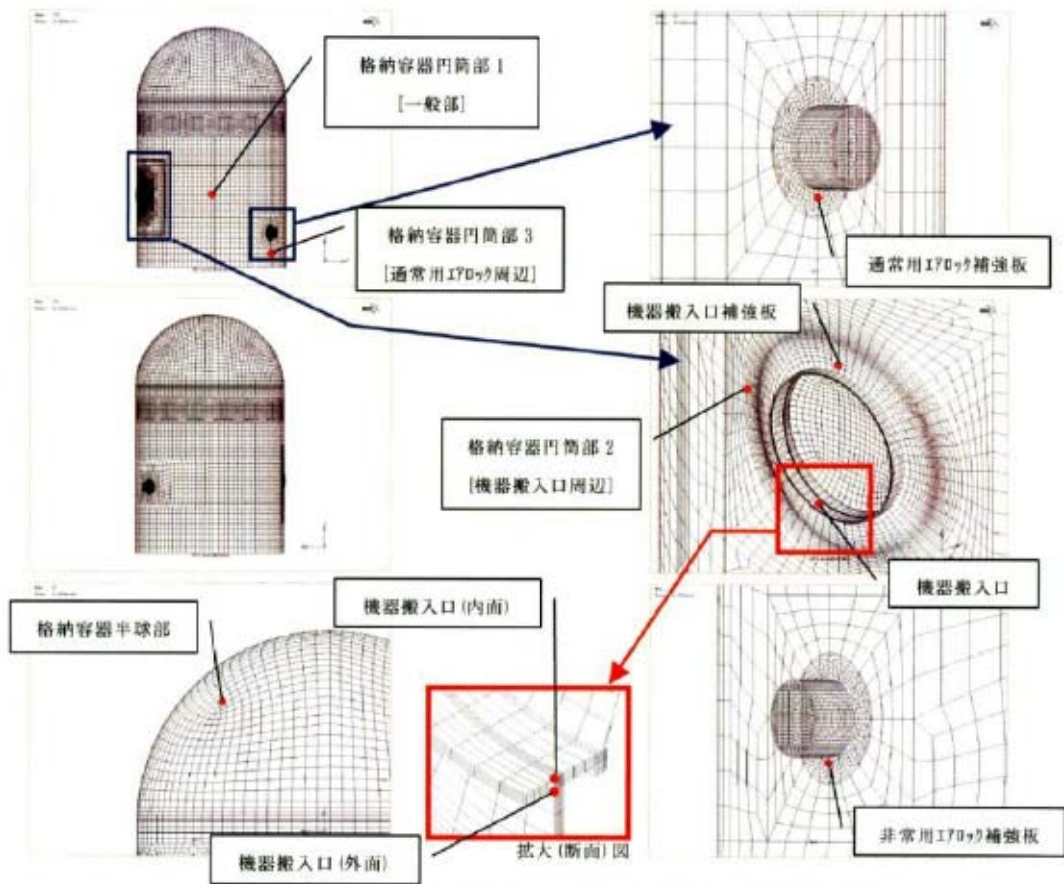 格納容器円筒部1
[一般部]
格納容器円筒部3
[通常用エアロック周辺]
通常用エアロック補強板
機器搬入口補強板
格納容器円筒部2
[機器搬入口周辺]
機器搬入口
機器搬入口(内面)
格納容器半球部
機器搬入口(外面)
拡大(断面)図
非常用エアロック補強板